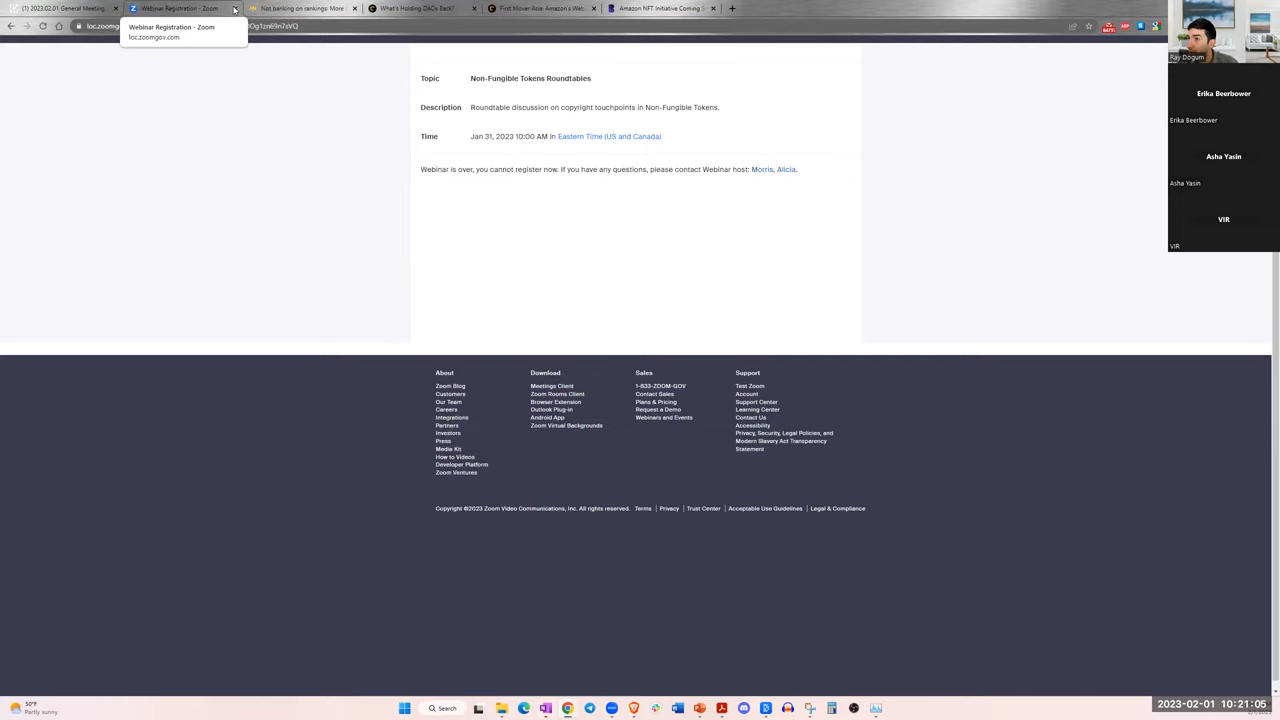 (1) 2023.02.01 General Meeting
Webinar Registration - Zoom
Not banking on rankings: More
What's Holding DAOs Back?
First Mover Asia: Amazon's Web
Amazon NFT Initiative Coming S
loc.zoomg
Og1zn69n7sVQ
Webinar Registration - Zoom
loc.zoomgov.com
Ray Dogum
Erika Beerbower
Erika Beerbower
Asha Yasin
Asha Yasin
VIR
VIR
Topic Non-Fungible Tokens Roundtables
Description Roundtable discussion on copyright touchpoints in Non-Fungible Tokens.
Time Jan 31, 2023 10:00 AM in Eastern Time (US and Canada)
Webinar is over, you cannot register now. If you have any questions, please contact Webinar host: Morris, Alicia.
About
Zoom Blog
Customers
Our Team
Careers
Integrations
Partners
Investors
Press
Media Kit
How to Videos
Developer Platform
Zoom Ventures
Download
Meetings Client
Zoom Rooms Client
Browser Extension
Outlook Plug-in
Android App
Zoom Virtual Backgrounds
Sales
1-833-ZOOM-GOV
Contact Sales
Plans & Pricing
Request a Demo
Webinars and Events
Support
Test Zoom
Account
Support Center
Learning Center
Contact Us
Accessibility
Privacy, Security, Legal Policies, and
Modern Slavery Act Transparency
Statement
Copyright ©2023 Zoom Video Communications, Inc. All rights reserved. Terms | Privacy | Trust Center | Acceptable Use Guidelines | Legal & Compliance
50°F
Partly sunny
Search
2023-02-01 10:21:05